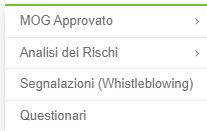 MOG Approvato
Analisi dei Rischi
Segnalazioni (Whistleblowing)
Questionari